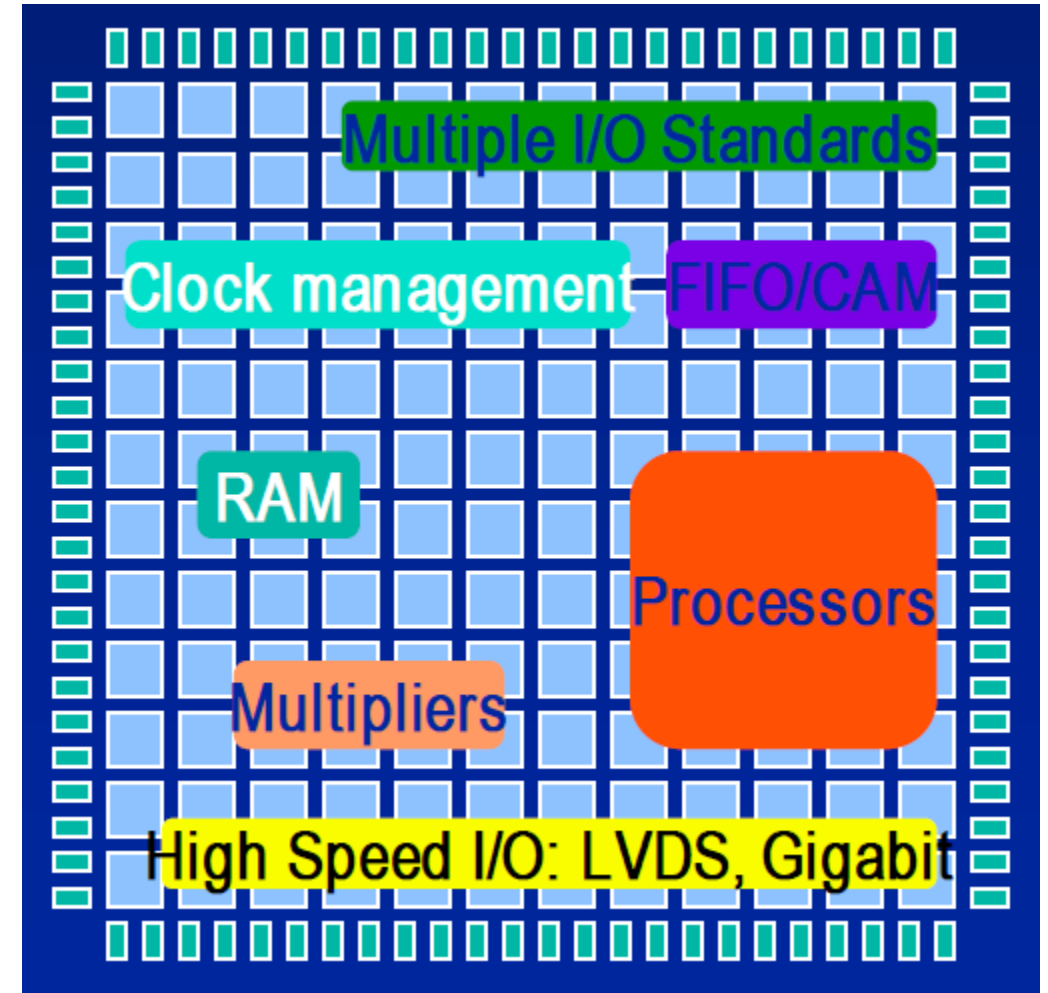 Multiple I/O Standards
Clock management
FIFO/CAM
RAM
Processors
Multipliers
High Speed I/O: LVDS, Gigabit